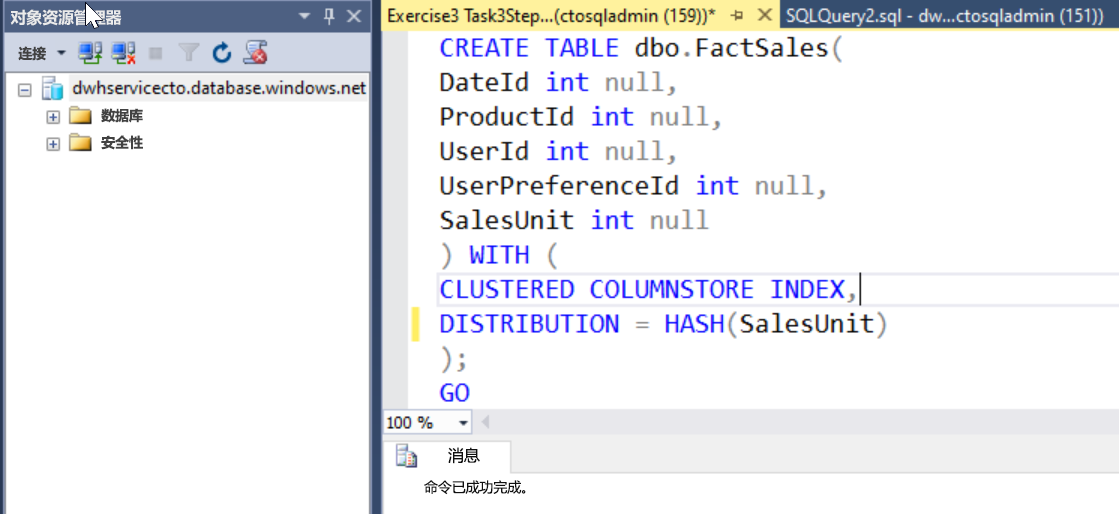 对象资源管理器
连接
dwhservicecto.database.windows.net
数据库
安全性
Exercise3 Task3Step...(ctosqladmin (159))*
SQLQuery2.sql - dw...ctosqladmin (151))
CREATE TABLE dbo.FactSales(
DateId int null,
ProductId int null,
UserId int null,
UserPreferenceId int null,
SalesUnit int null
) WITH (
CLUSTERED COLUMNSTORE INDEX,
DISTRIBUTION = HASH(SalesUnit)
);
GO
100 %
消息
命令已成功完成。